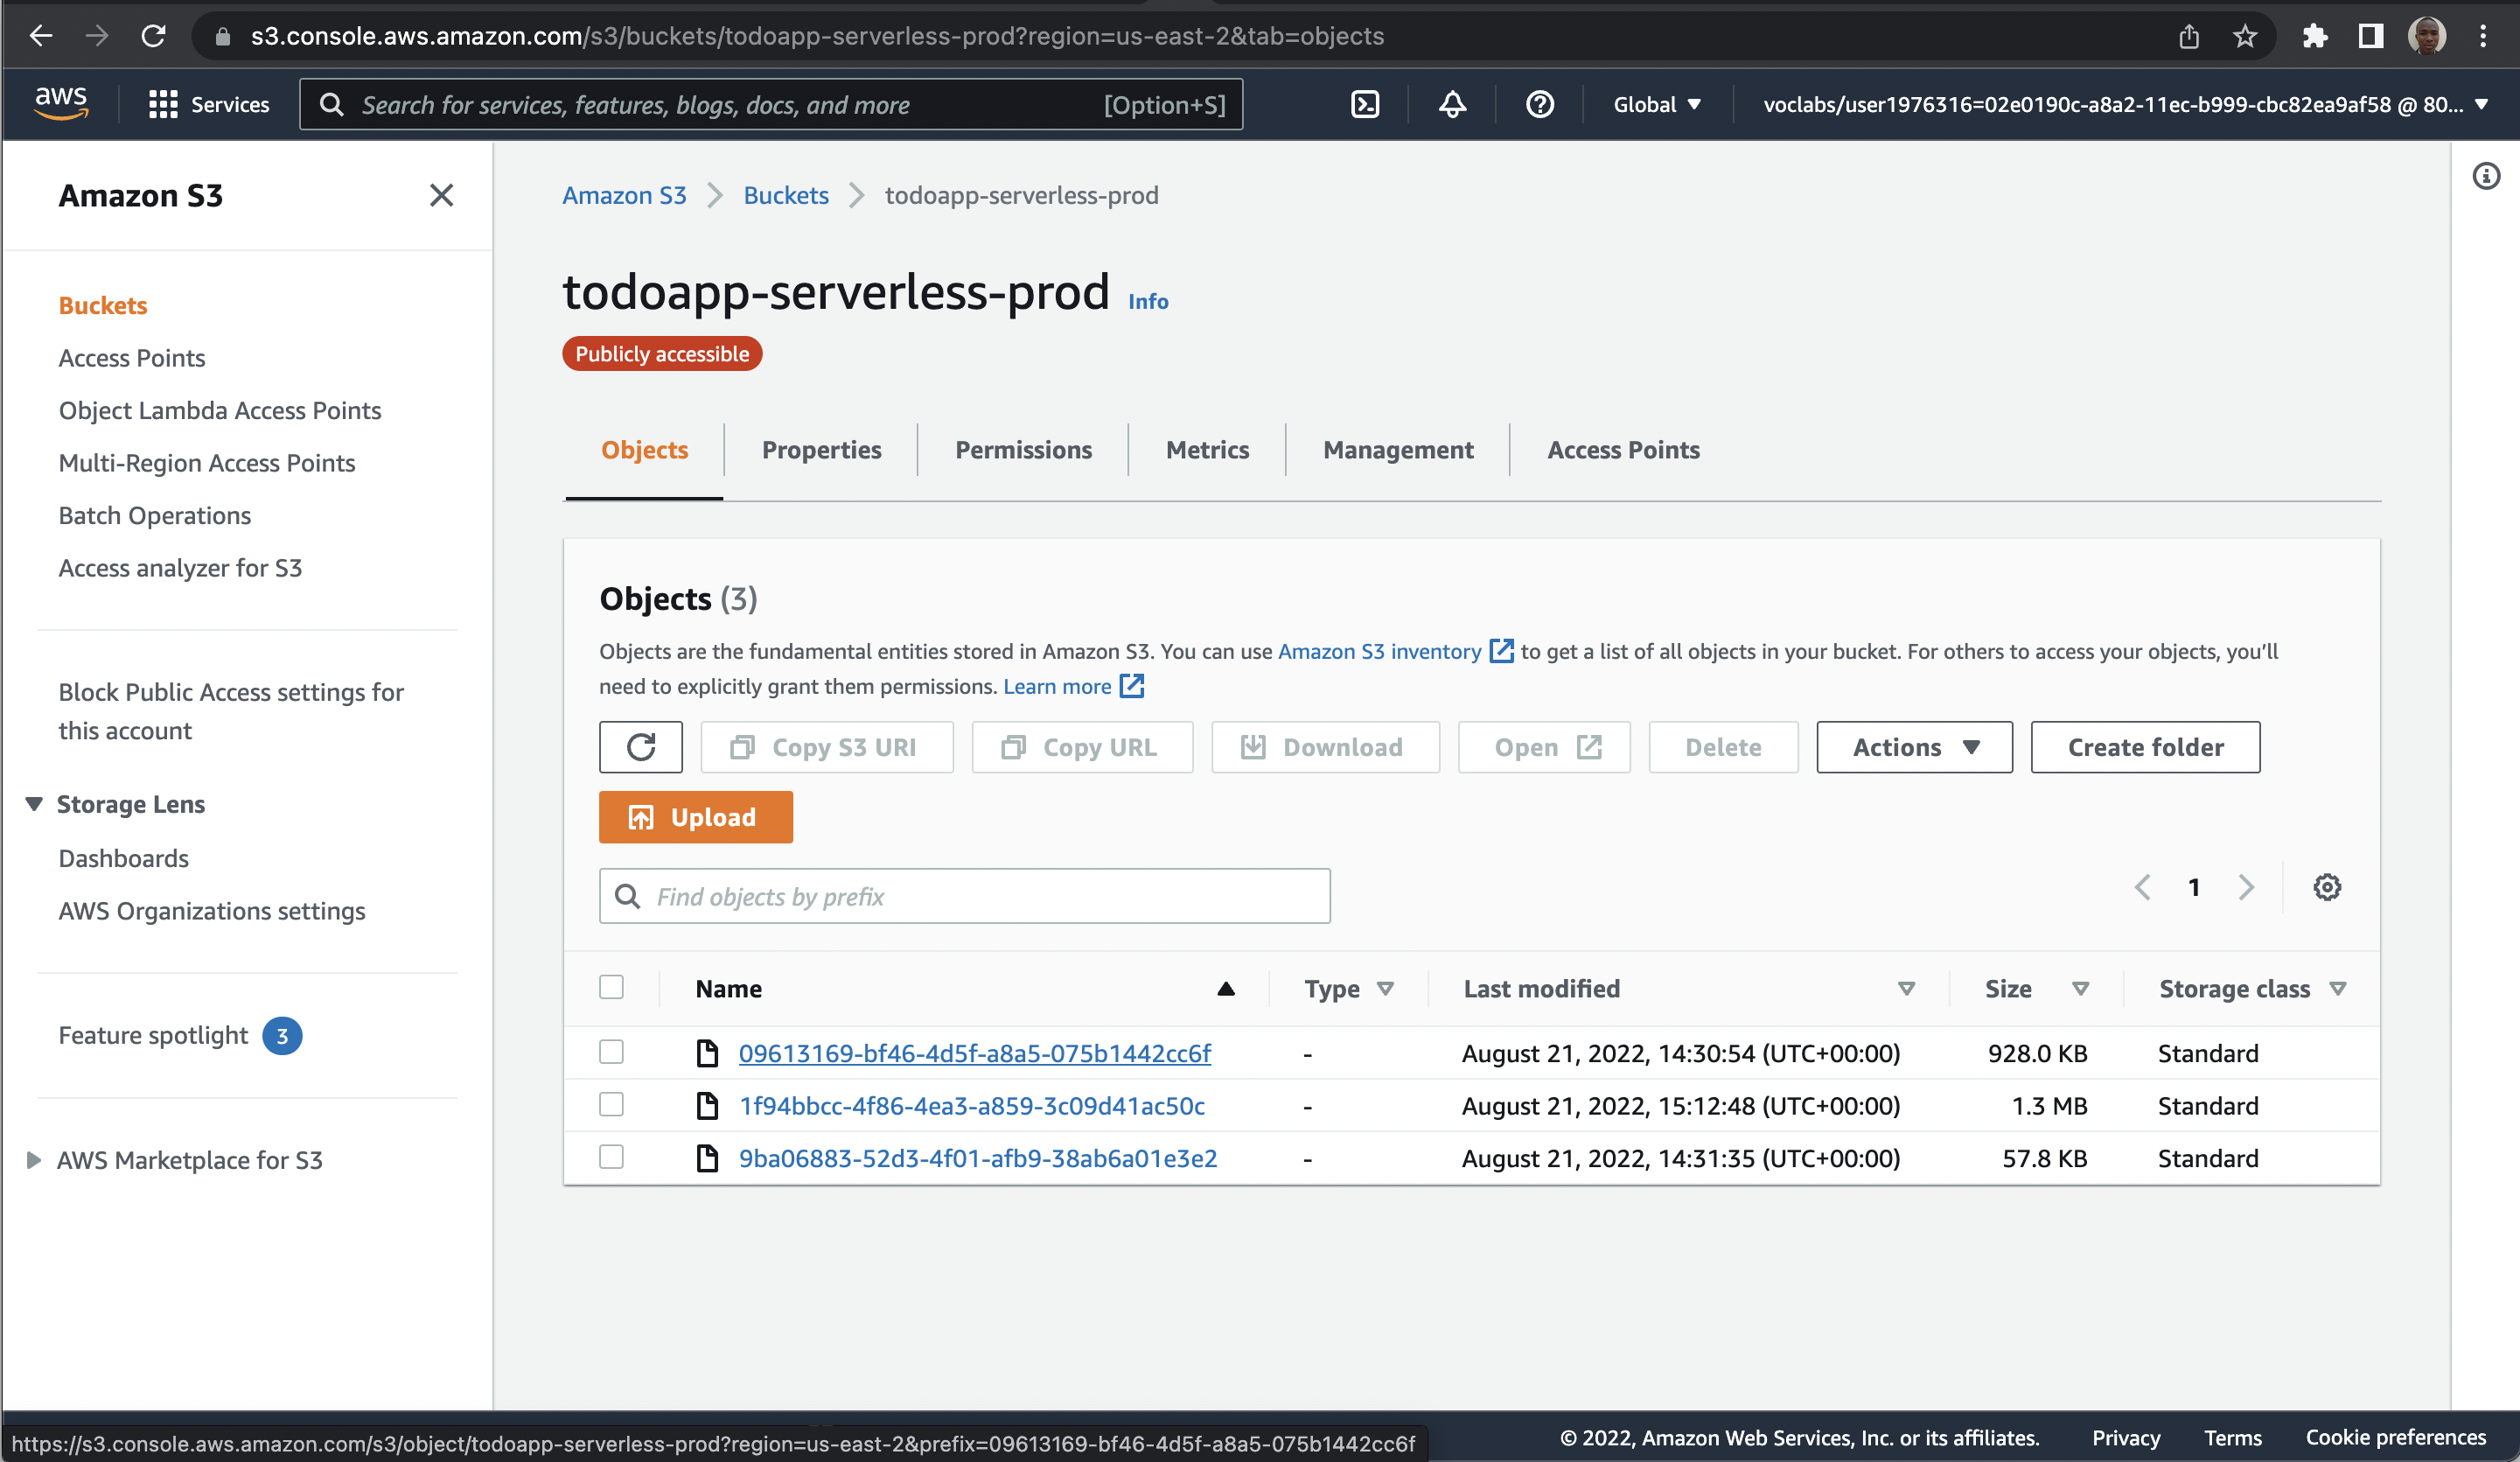 s3.console.aws.amazon.com/s3/buckets/todoapp-serverless-prod?region=us-east-2&tab=objects
aws
Services
Search for services, features, blogs, docs, and more
[Option+S]
Global
voclabs/user1976316=02e0190c-a8a2-11ec-b999-cbc82ea9af58 @ 80...
Amazon S3
Buckets
Access Points
Object Lambda Access Points
Multi-Region Access Points
Batch Operations
Access analyzer for S3
Block Public Access settings for
this account
Storage Lens
Dashboards
AWS Organizations settings
Feature spotlight 3
AWS Marketplace for S3
Amazon S3 > Buckets > todoapp-serverless-prod
todoapp-serverless-prod Info
Publicly accessible
Objects Properties Permissions Metrics Management Access Points
Objects (3)
Objects are the fundamental entities stored in Amazon S3. You can use Amazon S3 inventory to get a list of all objects in your bucket. For others to access your objects, you'll
need to explicitly grant them permissions. Learn more
Copy S3 URI Copy URL Download Open Delete Actions Create folder
Upload
Find objects by prefix
1
Name Type Last modified Size Storage class
09613169-bf46-4d5f-a8a5-075b1442cc6f - August 21, 2022, 14:30:54 (UTC+00:00) 928.0 KB Standard
1f94bbcc-4f86-4ea3-a859-3c09d41ac50c - August 21, 2022, 15:12:48 (UTC+00:00) 1.3 MB Standard
9ba06883-52d3-4f01-afb9-38ab6a01e3e2 - August 21, 2022, 14:31:35 (UTC+00:00) 57.8 KB Standard
https://s3.console.aws.amazon.com/s3/object/todoapp-serverless-prod?region=us-east-2&prefix=09613169-bf46-4d5f-a8a5-075b1442cc6f
© 2022, Amazon Web Services, Inc. or its affiliates. Privacy Terms Cookie preferences